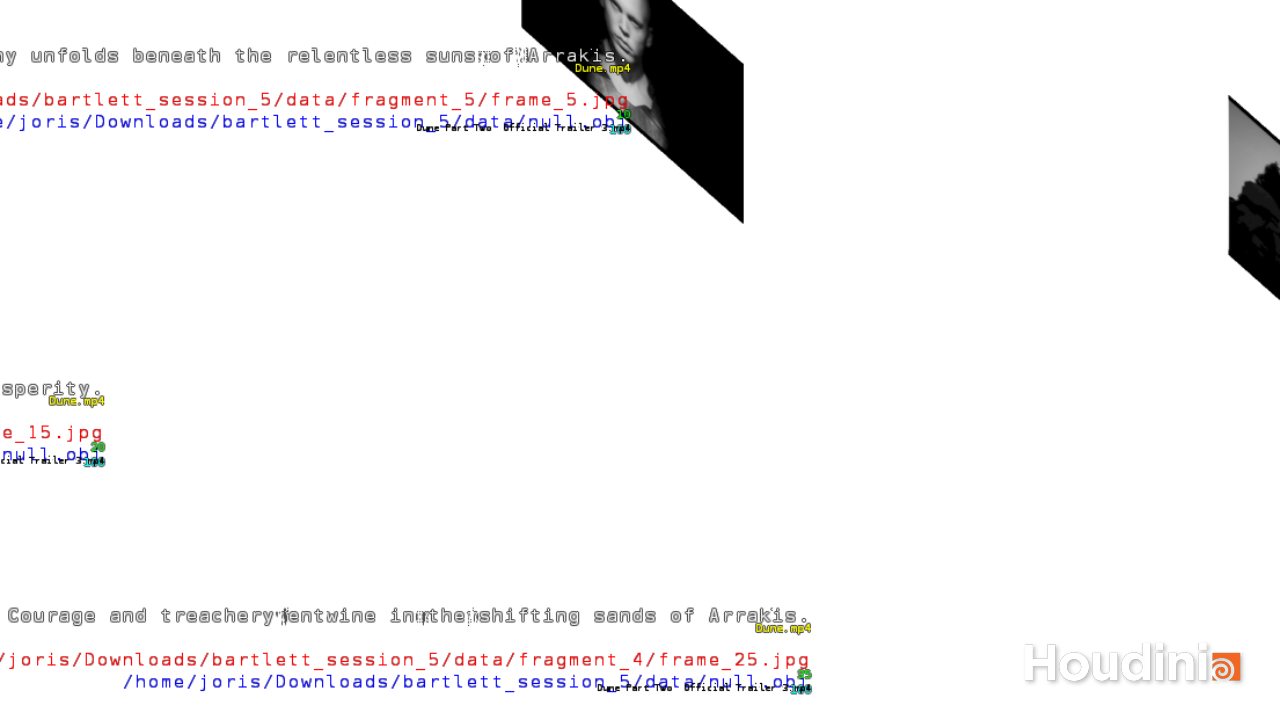 unfolds beneath the relentless suns of Arrakis.
Dune.mp4
ads/bartlett_session_5/data/fragment_5/frame_5.jpg
10
e/joris/Downloads/bartlett_session_5/data/null.obj
Dune Part Two Official Trailer 3.mp4
sperity.
Dune.mp4
e_15.jpg
20
null.obj
cial Trailer 3.mp4
Courage and treachery entwine in the shifting sands of Arrakis.
Dune.mp4
/joris/Downloads/bartlett_session_5/data/fragment_4/frame_25.jpg
/home/joris/Downloads/bartlett_session_5/data/null.obj
Dune Part Two Official Trailer 3.mp4
Houdini